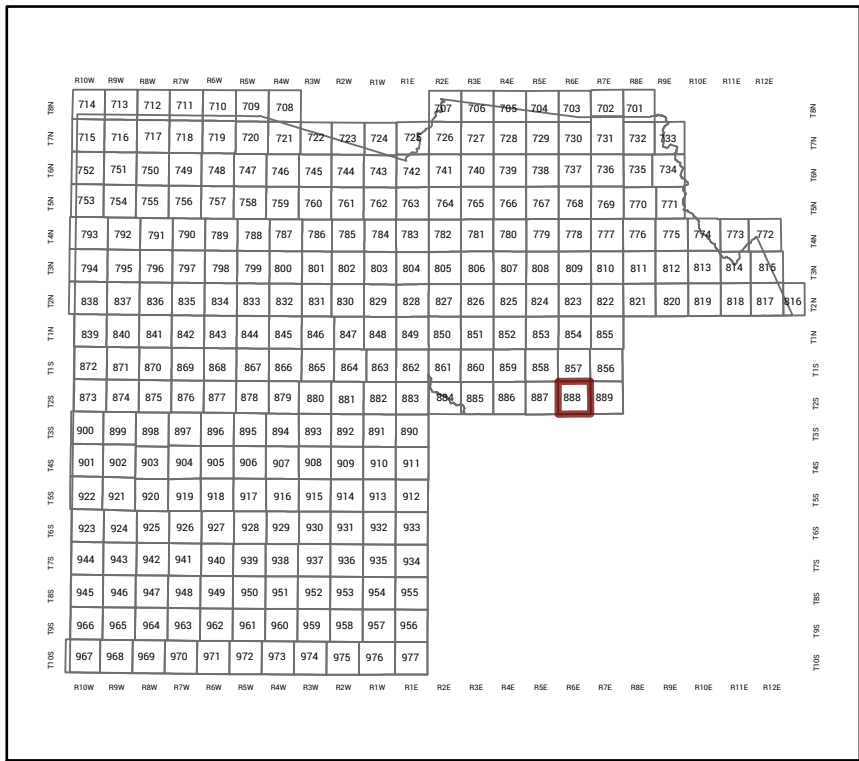 R10W R9W R8W R7W R6W R5W R4W R3W R2W R1W R1E R2E R3E R4E R5E R6E R7E R8E R9E R10E R11E R12E
T8N 714 713 712 711 710 709 708 707 706 705 704 703 702 701 T8N
T7N 715 716 717 718 719 720 721 722 723 724 725 726 727 728 729 730 731 732 733 T7N
T6N 752 751 750 749 748 747 746 745 744 743 742 741 740 739 738 737 736 735 734 T6N
T5N 753 754 755 756 757 758 759 760 761 762 763 764 765 766 767 768 769 770 771 T5N
T4N 793 792 791 790 789 788 787 786 785 784 783 782 781 780 779 778 777 776 775 774 773 772 T4N
T3N 794 795 796 797 798 799 800 801 802 803 804 805 806 807 808 809 810 811 812 813 814 815 T3N
T2N 838 837 836 835 834 833 832 831 830 829 828 827 826 825 824 823 822 821 820 819 818 817 816 T2N
T1N 839 840 841 842 843 844 845 846 847 848 849 850 851 852 853 854 855 T1N
T1S 872 871 870 869 868 867 866 865 864 863 862 861 860 859 858 857 856 T1S
T2S 873 874 875 876 877 878 879 880 881 882 883 884 885 886 887 888 889 T2S
T3S 900 899 898 897 896 895 894 893 892 891 890 T3S
T4S 901 902 903 904 905 906 907 908 909 910 911 T4S
T5S 922 921 920 919 918 917 916 915 914 913 912 T5S
T6S 923 924 925 926 927 928 929 930 931 932 933 T6S
T7S 944 943 942 941 940 939 938 937 936 935 934 T7S
T8S 945 946 947 948 949 950 951 952 953 954 955 T8S
T9S 966 965 964 963 962 961 960 959 958 957 956 T9S
T10S 967 968 969 970 971 972 973 974 975 976 977 T10S
R10W R9W R8W R7W R6W R5W R4W R3W R2W R1W R1E R2E R3E R4E R5E R6E R7E R8E R9E R10E R11E R12E